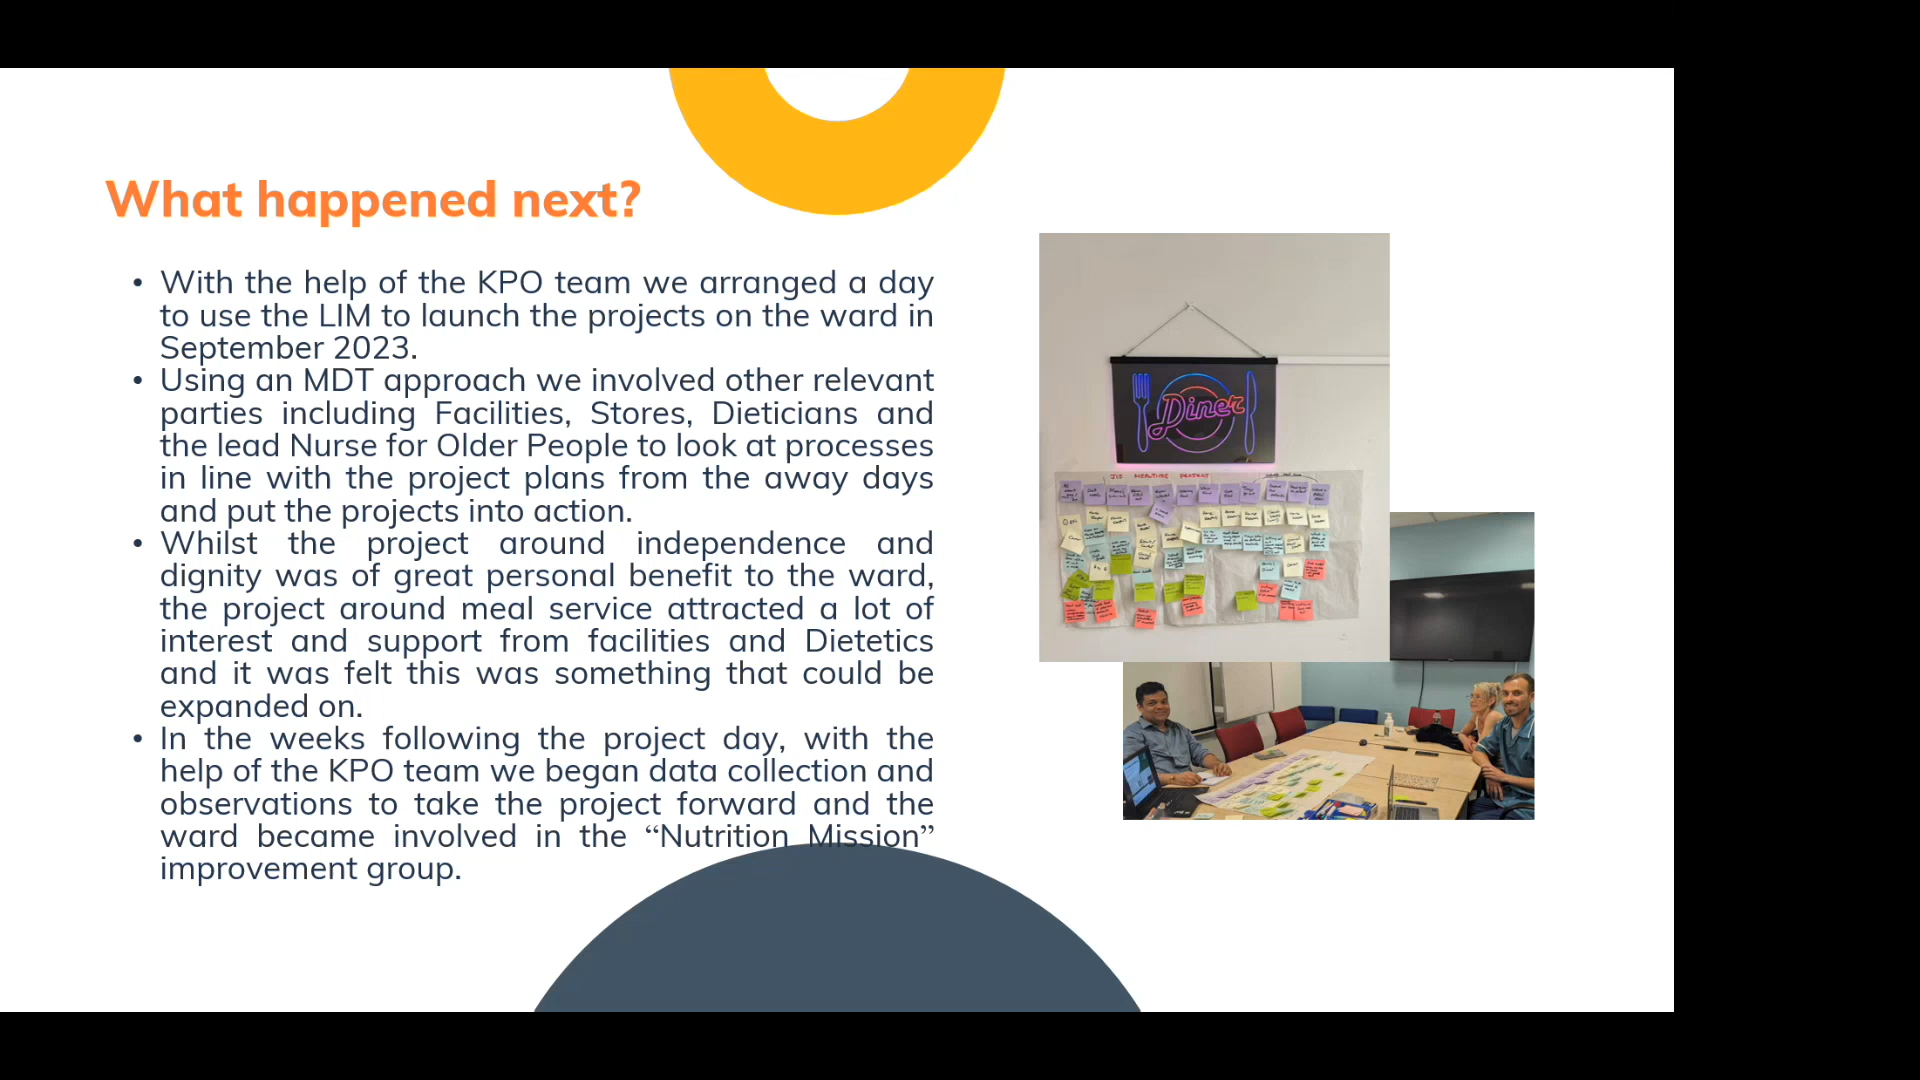 What happened next?
• With the help of the KPO team we arranged a day
to use the LIM to launch the projects on the ward in
September 2023.
• Using an MDT approach we involved other relevant
parties including Facilities, Stores, Dieticians and
the lead Nurse for Older People to look at processes
in line with the project plans from the away days
and put the projects into action.
• Whilst the project around independence and
dignity was of great personal benefit to the ward,
the project around meal service attracted a lot of
interest and support from facilities and Dietetics
and it was felt this was something that could be
expanded on.
• In the weeks following the project day, with the
help of the KPO team we began data collection and
observations to take the project forward and the
ward became involved in the “Nutrition Mission”
improvement group.
Diner